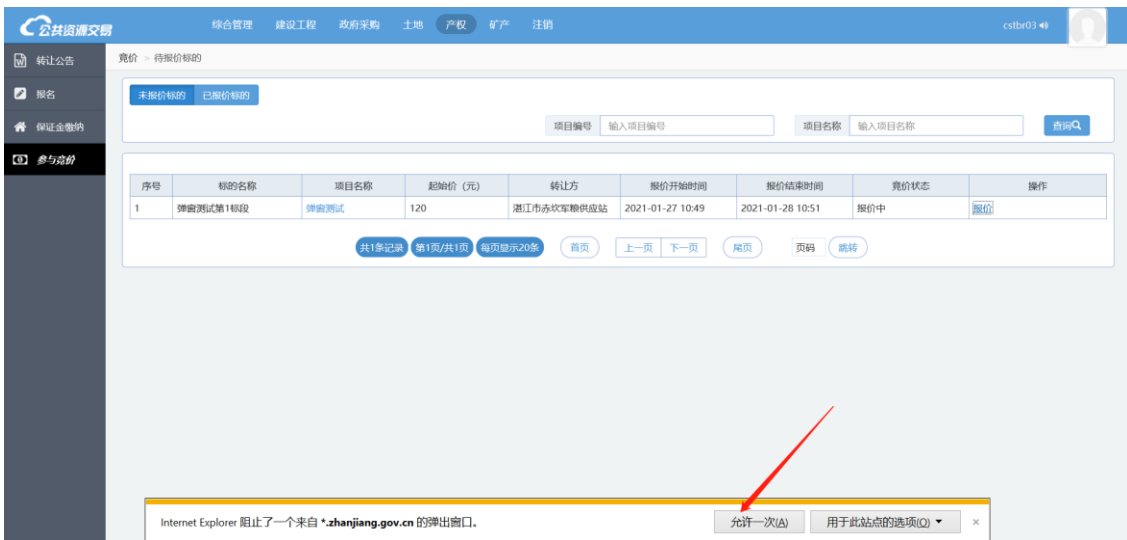 公共资源交易 综合管理 建设工程 政府采购 土地 产权 矿产 注销 cstbr03
转让公告
报名
保证金缴纳
参与竞价
竞价 > 待报价标的
未报价标的 已报价标的
项目编号 输入项目编号 项目名称 输入项目名称 查询
序号 标的名称 项目名称 起始价（元） 转让方 报价开始时间 报价结束时间 竞价状态 操作
1 弹窗测试第1标段 弹窗测试 120 湛江市赤坎军粮供应站 2021-01-27 10:49 2021-01-28 10:51 报价中 报价
共1条记录 第1页/共1页 每页显示20条 首页 上一页 下一页 尾页 页码 跳转
Internet Explorer 阻止了一个来自 *.zhanjiang.gov.cn 的弹出窗口。 允许一次(A) 用于此站点的选项(O) ×